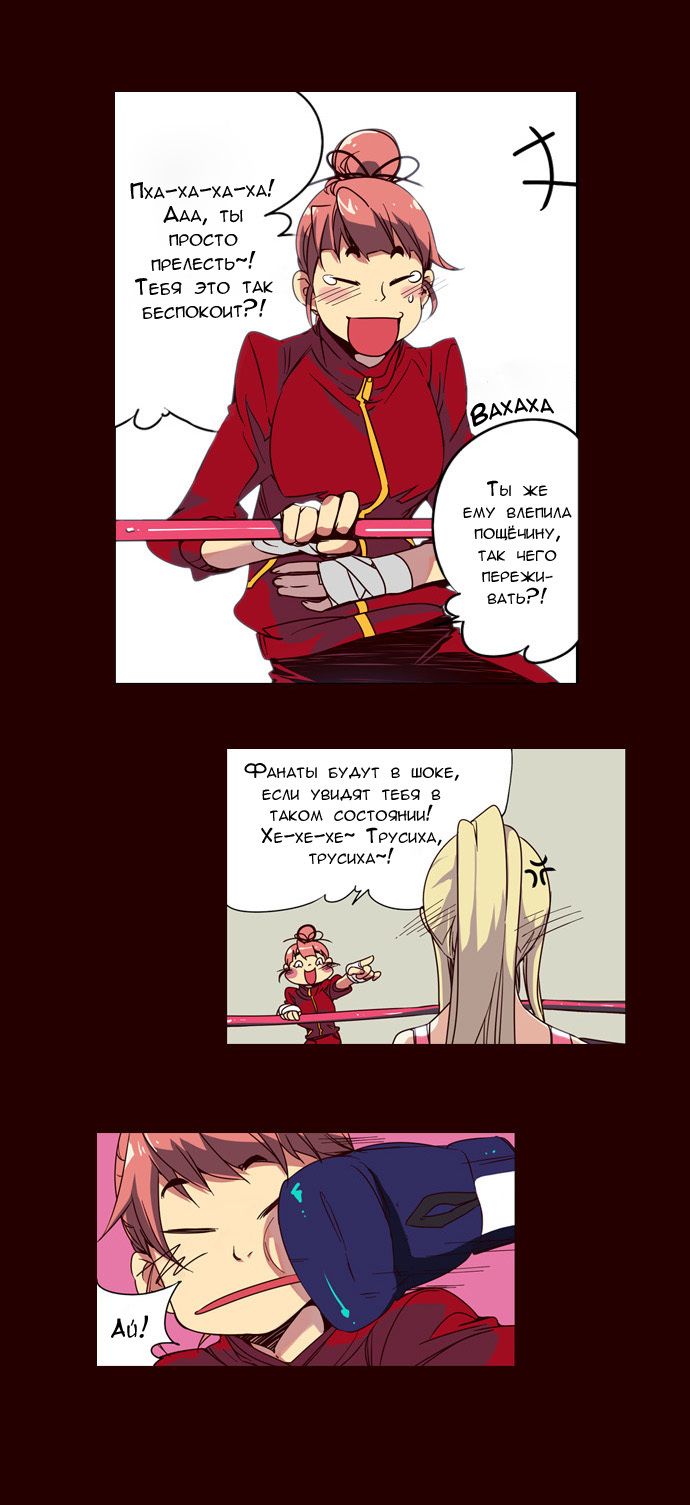 Пха-ха-ха-ха!
Ааа, ты
просто
прелесть~!
Тебя это так
беспокоит?!
Вахаха
Ты же
ему влепила
пощёчину,
так чего
пережи-
вать?!
Фанаты будут в шоке,
если увидят тебя в
таком состоянии!
Хе-хе-хе~ Трусиха,
трусиха~!
Ай!